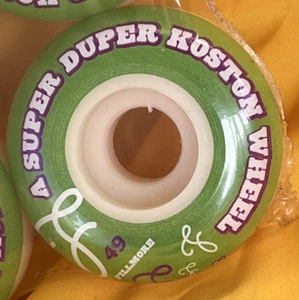 A SUPER DUPER KOSTON WHEEL
49
FILLMORE